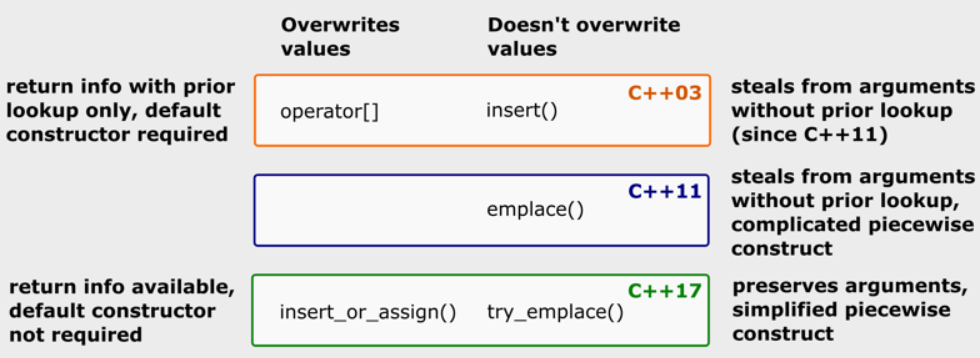 Overwrites
values
Doesn't overwrite
values
return info with prior
lookup only, default
constructor required
operator[]
insert()
C++03
steals from arguments
without prior lookup
(since C++11)
emplace()
C++11
steals from arguments
without prior lookup,
complicated piecewise
construct
return info available,
default constructor
not required
insert_or_assign()
try_emplace()
C++17
preserves arguments,
simplified piecewise
construct